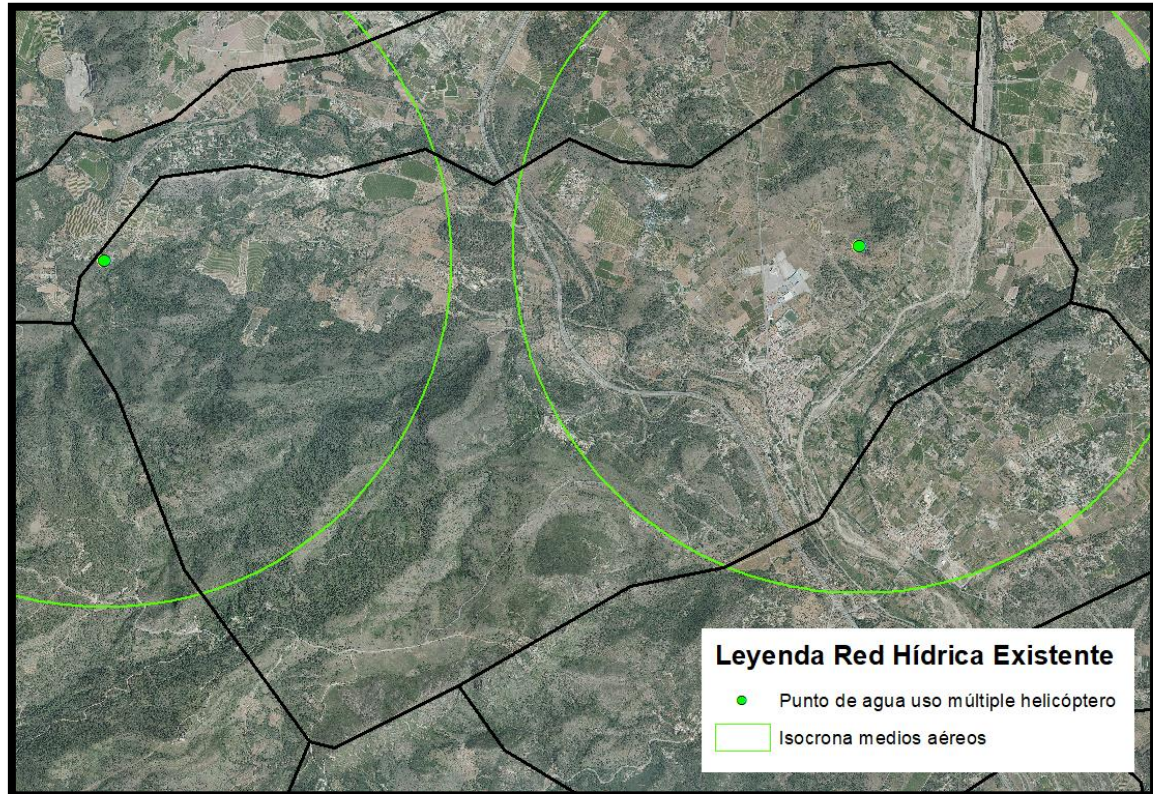 Leyenda Red Hídrica Existente
Punto de agua uso múltiple helicóptero
Isocrona medios aéreos